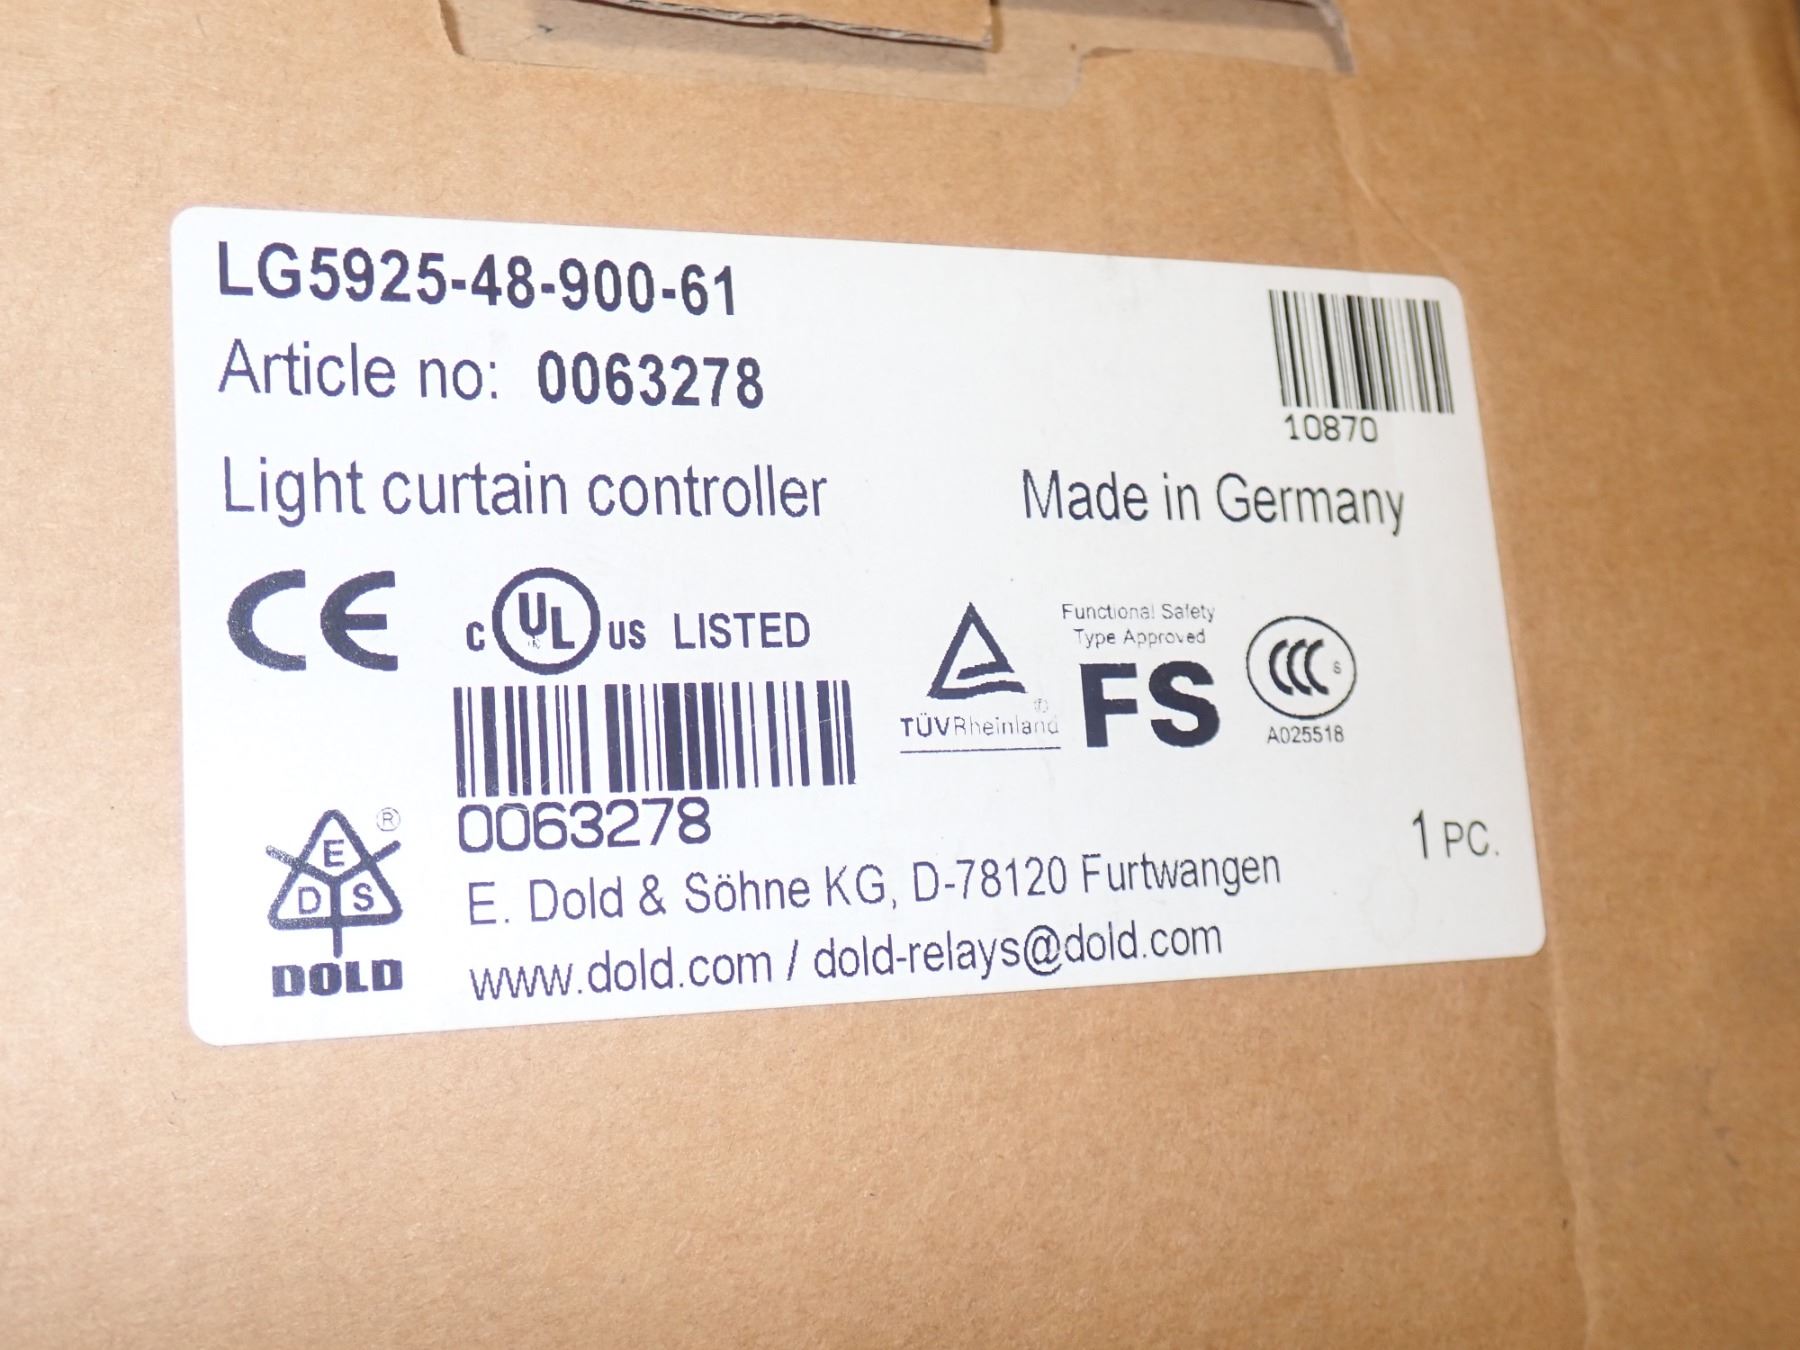 LG5925-48-900-61
Article no: 0063278
10870
Light curtain controller
Made in Germany
CE
c UL us LISTED
TÜVRheinland ®
Functional Safety
Type Approved
FS
CCC S
A025518
0063278
E D S ®
DOLD
1 PC.
E. Dold & Söhne KG, D-78120 Furtwangen
www.dold.com / dold-relays@dold.com